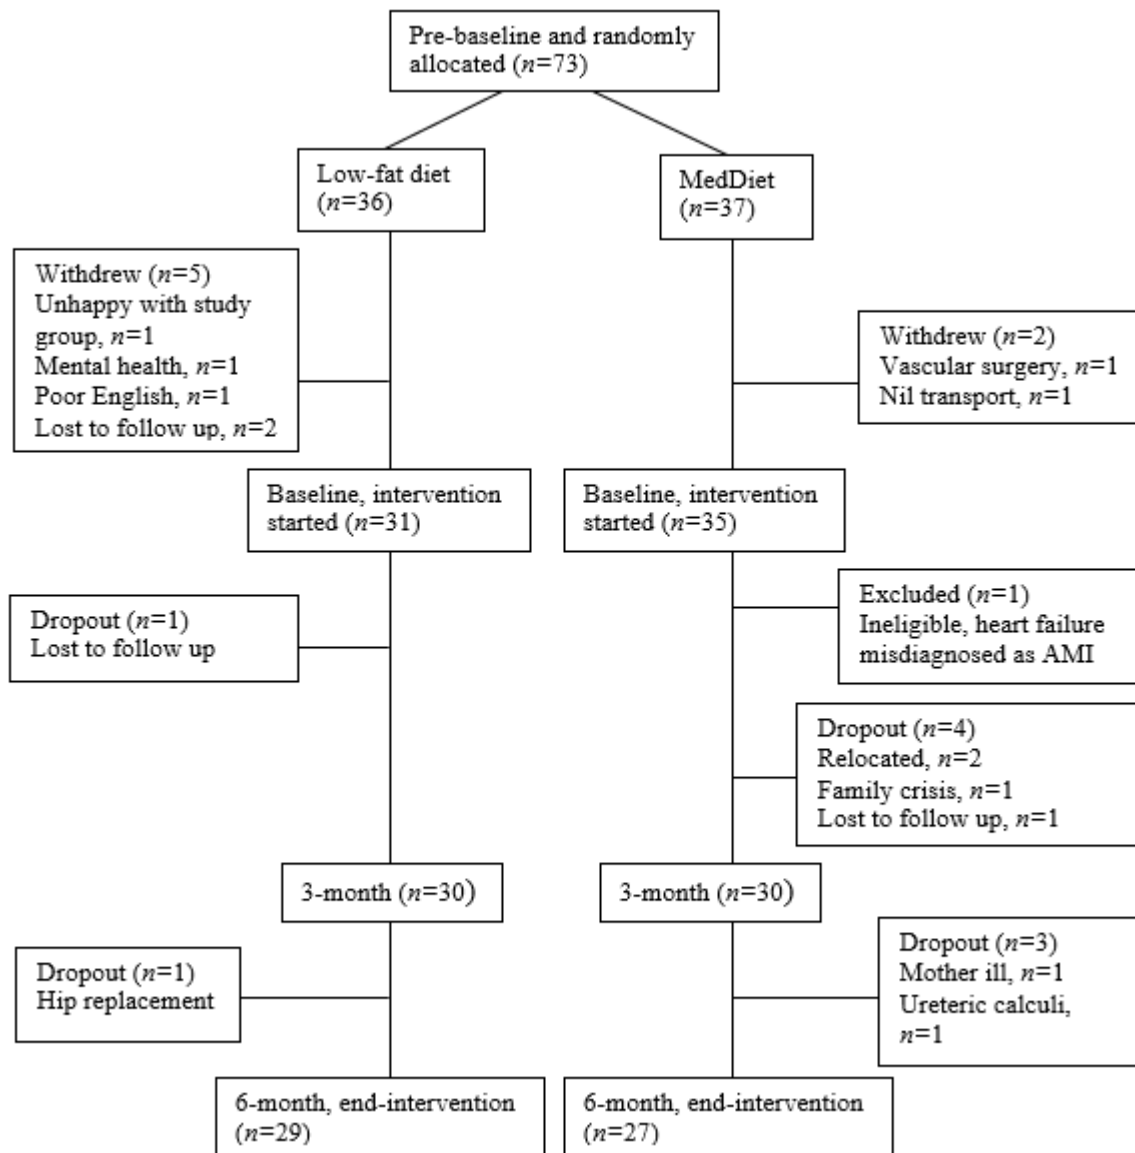 Pre-baseline and randomly
allocated (n=73)
Low-fat diet
(n=36)
MedDiet
(n=37)
Withdrew (n=5)
Unhappy with study
group, n=1
Mental health, n=1
Poor English, n=1
Lost to follow up, n=2
Withdrew (n=2)
Vascular surgery, n=1
Nil transport, n=1
Baseline, intervention
started (n=31)
Baseline, intervention
started (n=35)
Dropout (n=1)
Lost to follow up
Excluded (n=1)
Ineligible, heart failure
misdiagnosed as AMI
Dropout (n=4)
Relocated, n=2
Family crisis, n=1
Lost to follow up, n=1
3-month (n=30)
3-month (n=30)
Dropout (n=1)
Hip replacement
Dropout (n=3)
Mother ill, n=1
Ureteric calculi,
n=1
6-month, end-intervention
(n=29)
6-month, end-intervention
(n=27)